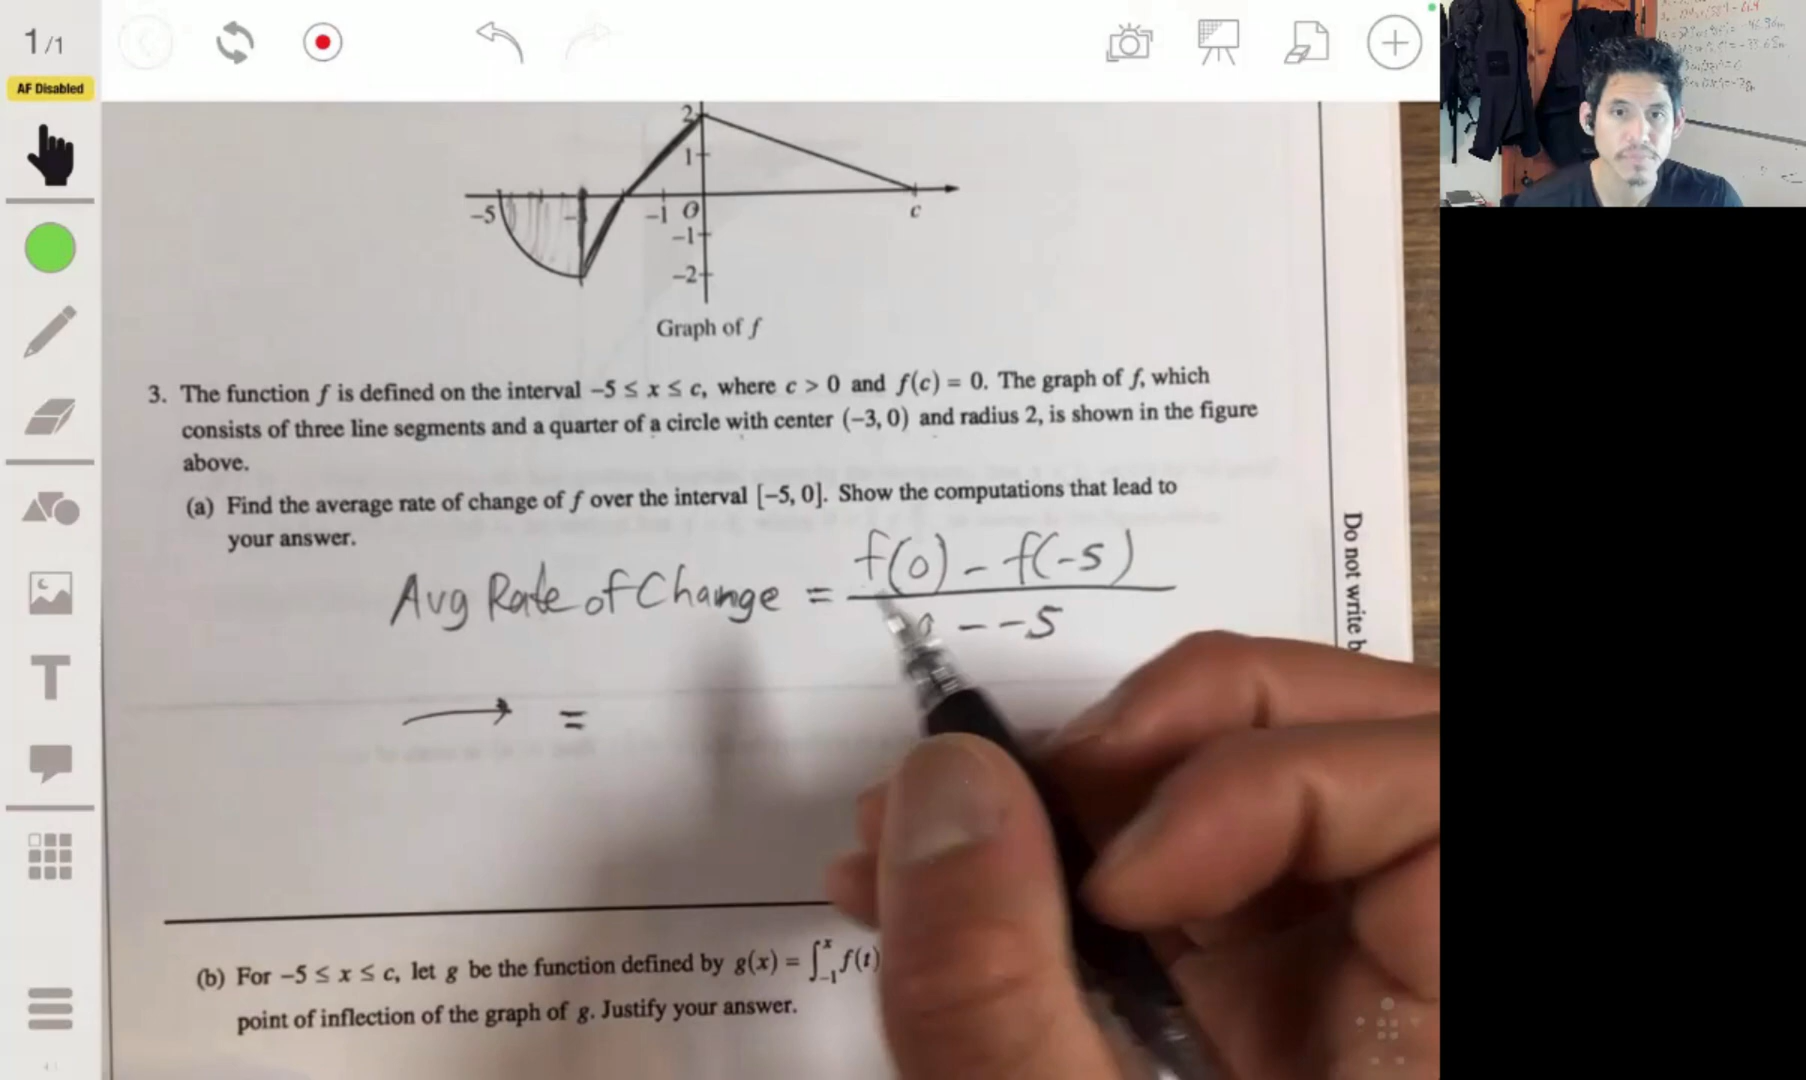 1/1
AF Disabled
2
1
-5
-1
O
c
-1
-2
Graph of f
3. The function f is defined on the interval −5 ≤ x ≤ c, where c > 0 and f(c) = 0. The graph of f, which
consists of three line segments and a quarter of a circle with center (−3, 0) and radius 2, is shown in the figure
above.
(a) Find the average rate of change of f over the interval [−5, 0]. Show the computations that lead to
your answer.
Avg Rate of Change = f(0) - f(-5)
0 - -5
→ =
(b) For −5 ≤ x ≤ c, let g be the function defined by g(x) = ∫₋₁ˣ f(t)
point of inflection of the graph of g. Justify your answer.
Do not write b
T